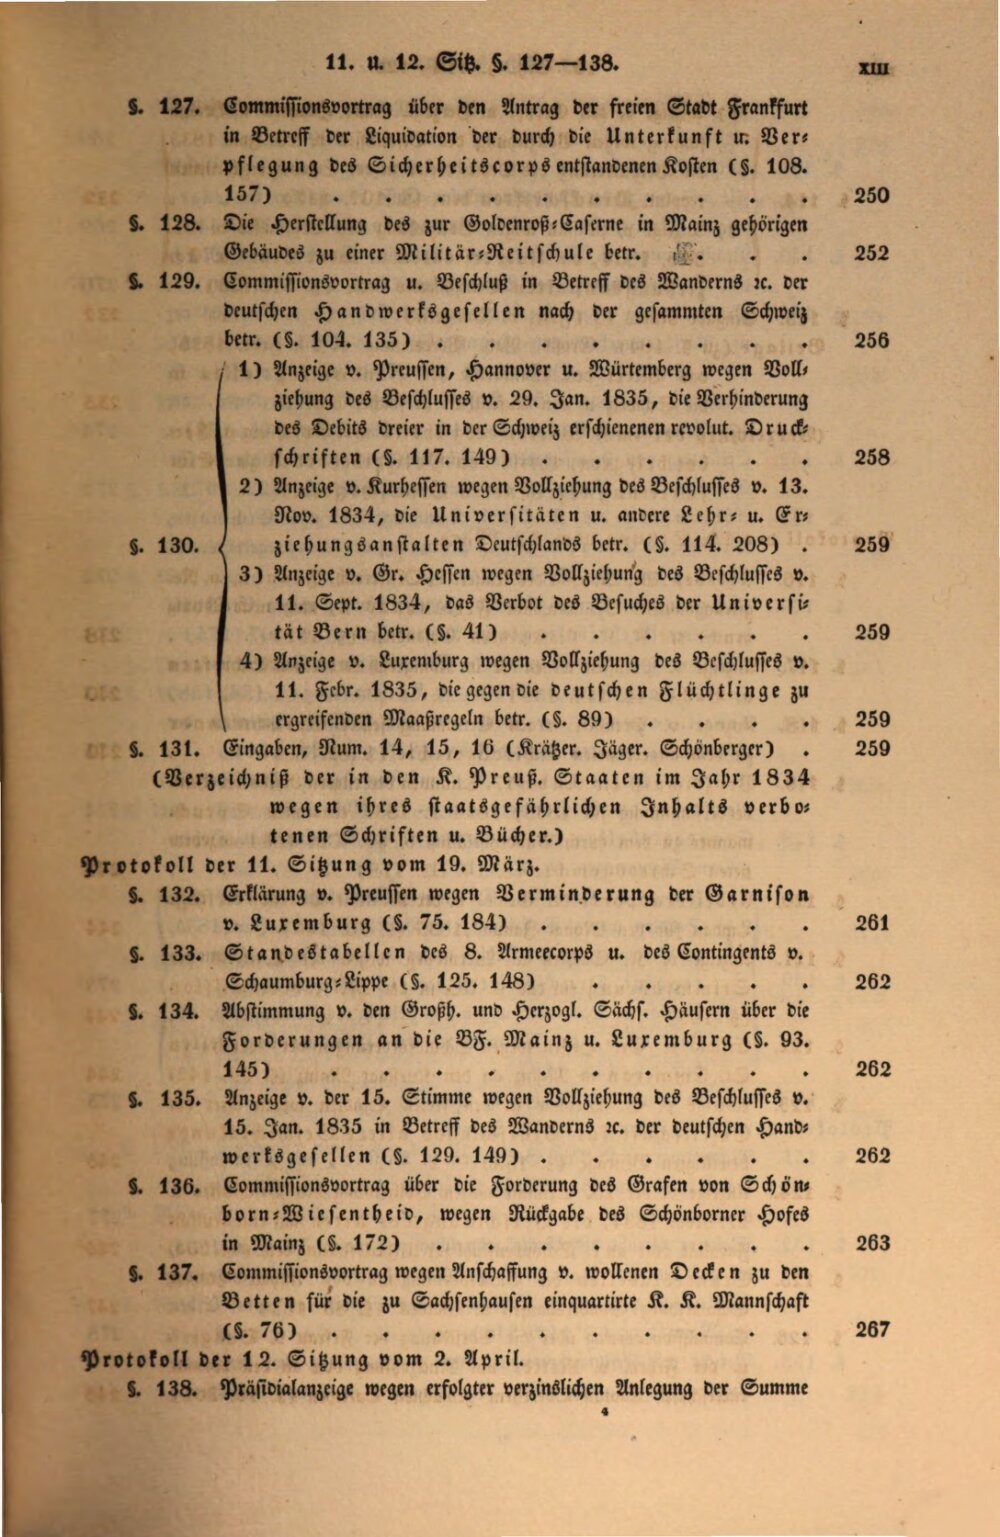 11. u. 12. Sitz. §. 127—138.
XIII
§. 127. Commissionsvortrag über den Antrag der freien Stadt Frankfurt
in Betreff der Liquidation der durch die Unterkunft u. Ver-
pflegung des Sicherheitscorps entstandenen Kosten (§. 108.
157) . . . . . . . . 250
§. 128. Die Herstellung des zur Goldenroß-Caserne in Mainz gehörigen
Gebäudes zu einer Militär-Reitschule betr. . . . 252
§. 129. Commissionsvortrag u. Beschluß in Betreff des Wanderns ꝛc. der
deutschen Handwerksgesellen nach der gesammten Schweiz
betr. (§. 104. 135) . . . . . . . . 256
1) Anzeige v. Preussen, Hannover u. Würtemberg wegen Voll-
ziehung des Beschlusses v. 29. Jan. 1835, die Verhinderung
des Debits dreier in der Schweiz erschienenen revolut. Druck-
schriften (§. 117. 149) . . . . . . 258
2) Anzeige v. Kurhessen wegen Vollziehung des Beschlusses v. 13.
Nov. 1834, die Universitäten u. andere Lehr- u. Er-
§. 130. ziehungsanstalten Deutschlands betr. (§. 114. 208) . 259
3) Anzeige v. Gr. Hessen wegen Vollziehung des Beschlusses v.
11. Sept. 1834, das Verbot des Besuches der Universi-
tät Bern betr. (§. 41) . . . . . . 259
4) Anzeige v. Luxemburg wegen Vollziehung des Beschlusses v.
11. Febr. 1835, die gegen die deutschen Flüchtlinge zu
ergreifenden Maaßregeln betr. (§. 89) . . . . 259
§. 131. Eingaben, Num. 14, 15, 16 (Krätzer. Jäger. Schönberger) . 259
(Verzeichniß der in den K. Preuß. Staaten im Jahr 1834
wegen ihres staatsgefährlichen Inhalts verbo-
tenen Schriften u. Bücher.)
Protokoll der 11. Sitzung vom 19. März.
§. 132. Erklärung v. Preussen wegen Verminderung der Garnison
v. Luxemburg (§. 75. 184) . . . . . . 261
§. 133. Standestabellen des 8. Armeecorps u. des Contingents v.
Schaumburg-Lippe (§. 125. 148) . . . . . 262
§. 134. Abstimmung v. den Großh. und Herzogl. Sächs. Häusern über die
Forderungen an die BF. Mainz u. Luxemburg (§. 93.
145) . . . . . . . . . . 262
§. 135. Anzeige v. der 15. Stimme wegen Vollziehung des Beschlusses v.
15. Jan. 1835 in Betreff des Wanderns ꝛc. der deutschen Hand-
werksgesellen (§. 129. 149) . . . . . . 262
§. 136. Commissionsvortrag über die Forderung des Grafen von Schön-
born-Wiesentheid, wegen Rückgabe des Schönborner Hofes
in Mainz (§. 172) . . . . . . . . 263
§. 137. Commissionsvortrag wegen Anschaffung v. wollenen Decken zu den
Betten für die zu Sachsenhausen einquartirte K. K. Mannschaft
(§. 76) . . . . . . . . . . 267
Protokoll der 12. Sitzung vom 2. April.
§. 138. Präsidialanzeige wegen erfolgter verzinslichen Anlegung der Summe
4